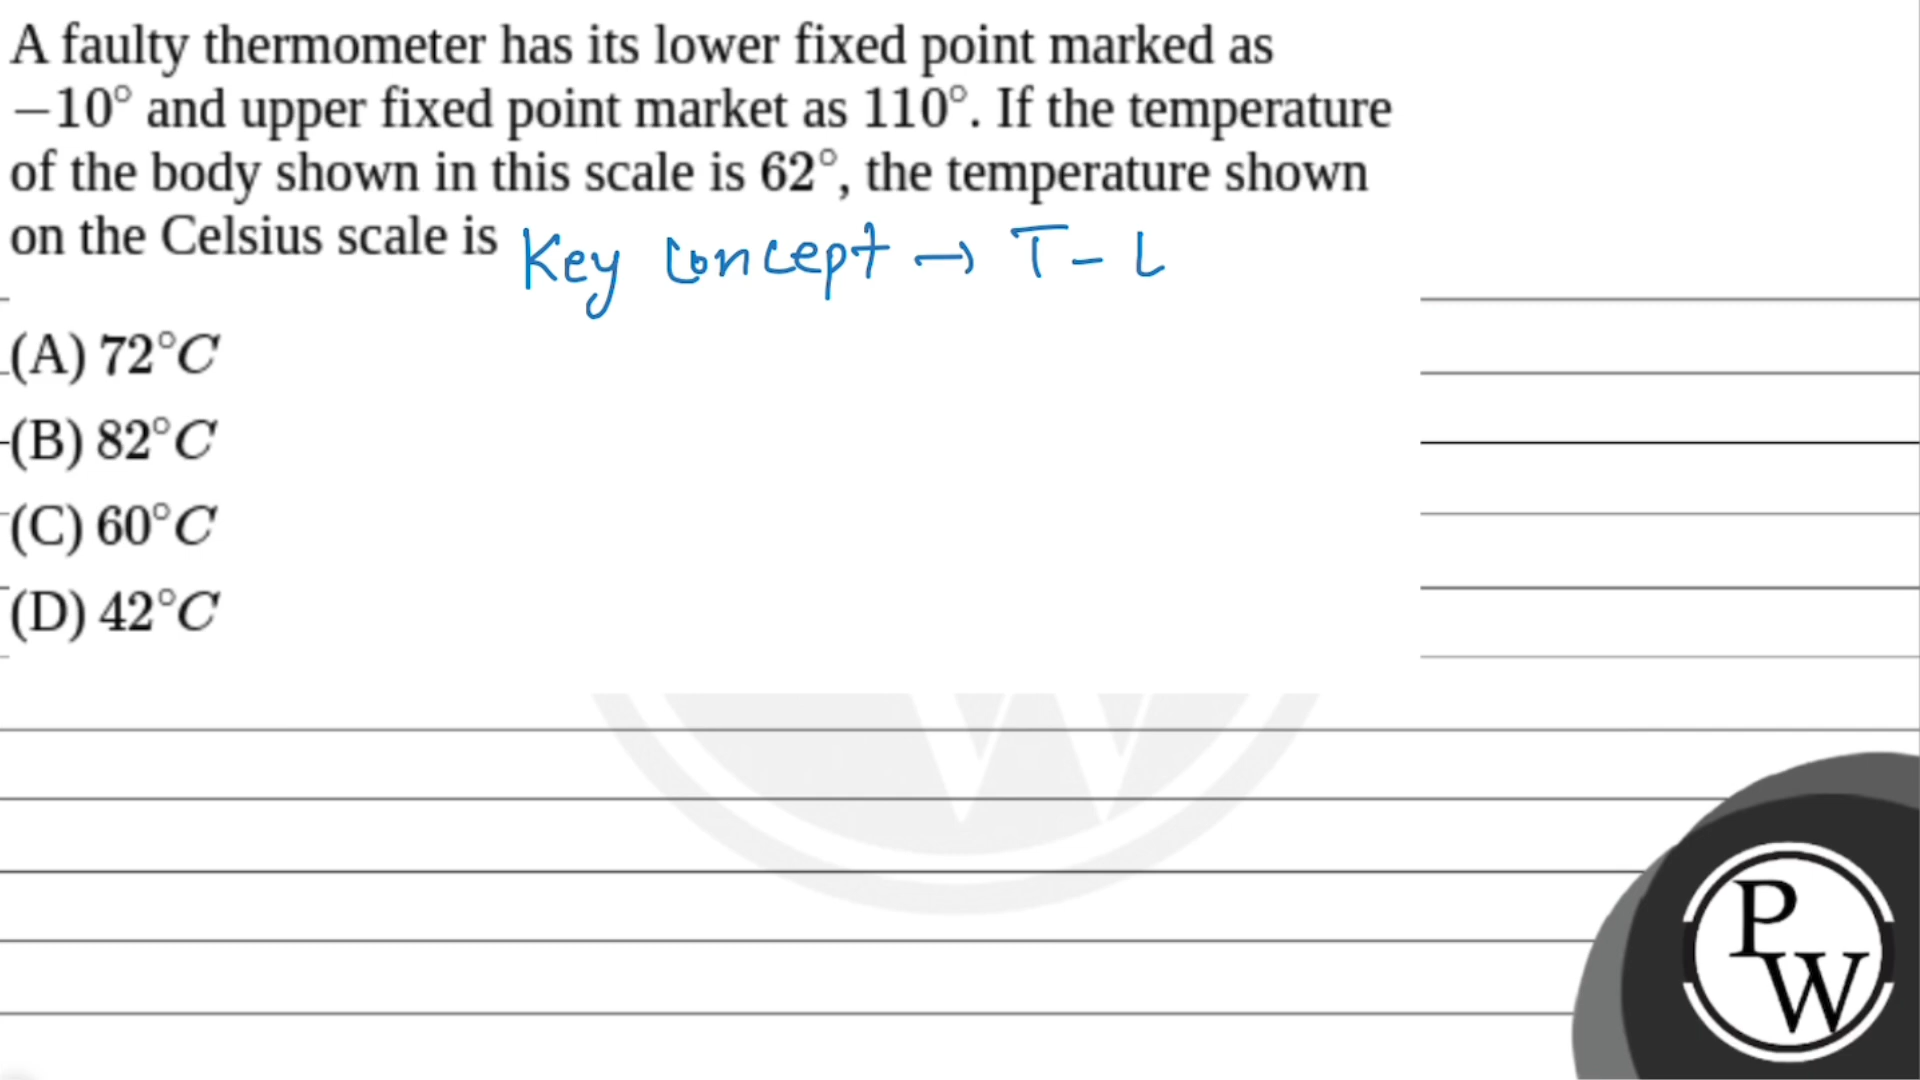 A faulty thermometer has its lower fixed point marked as
−10° and upper fixed point market as 110°. If the temperature
of the body shown in this scale is 62°, the temperature shown
on the Celsius scale is Key concept → T - L
(A) 72°C
(B) 82°C
(C) 60°C
(D) 42°C
P
W